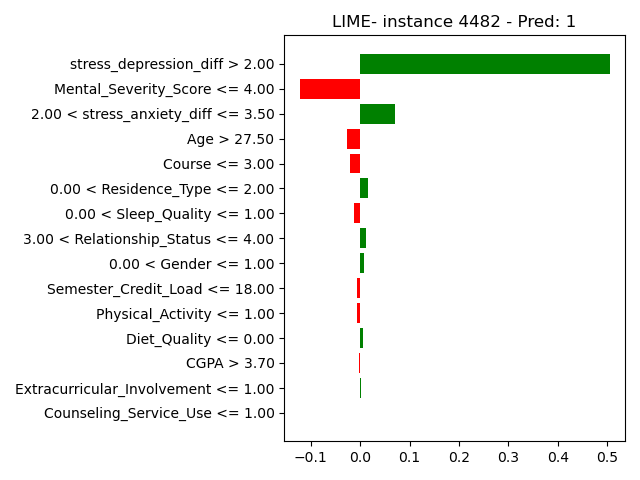 LIME- instance 4482 - Pred: 1
stress_depression_diff > 2.00
Mental_Severity_Score <= 4.00
2.00 < stress_anxiety_diff <= 3.50
Age > 27.50
Course <= 3.00
0.00 < Residence_Type <= 2.00
0.00 < Sleep_Quality <= 1.00
3.00 < Relationship_Status <= 4.00
0.00 < Gender <= 1.00
Semester_Credit_Load <= 18.00
Physical_Activity <= 1.00
Diet_Quality <= 0.00
CGPA > 3.70
Extracurricular_Involvement <= 1.00
Counseling_Service_Use <= 1.00
−0.1 0.0 0.1 0.2 0.3 0.4 0.5